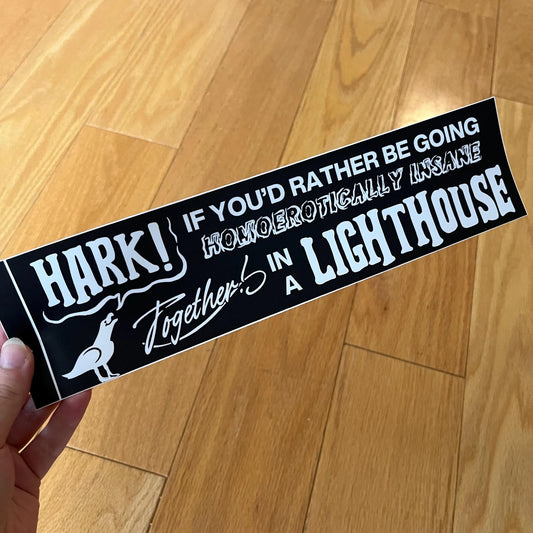 HARK!
IF YOU'D RATHER BE GOING
HOMOEROTICALLY INSANE
Together! IN A LIGHTHOUSE